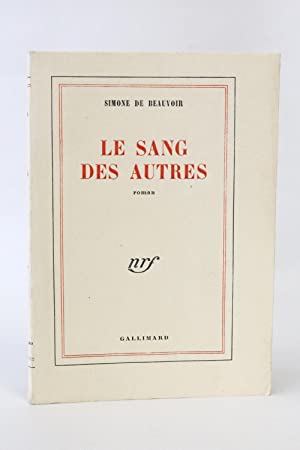 SIMONE DE BEAUVOIR
LE SANG
DES AUTRES
roman
nrf
GALLIMARD